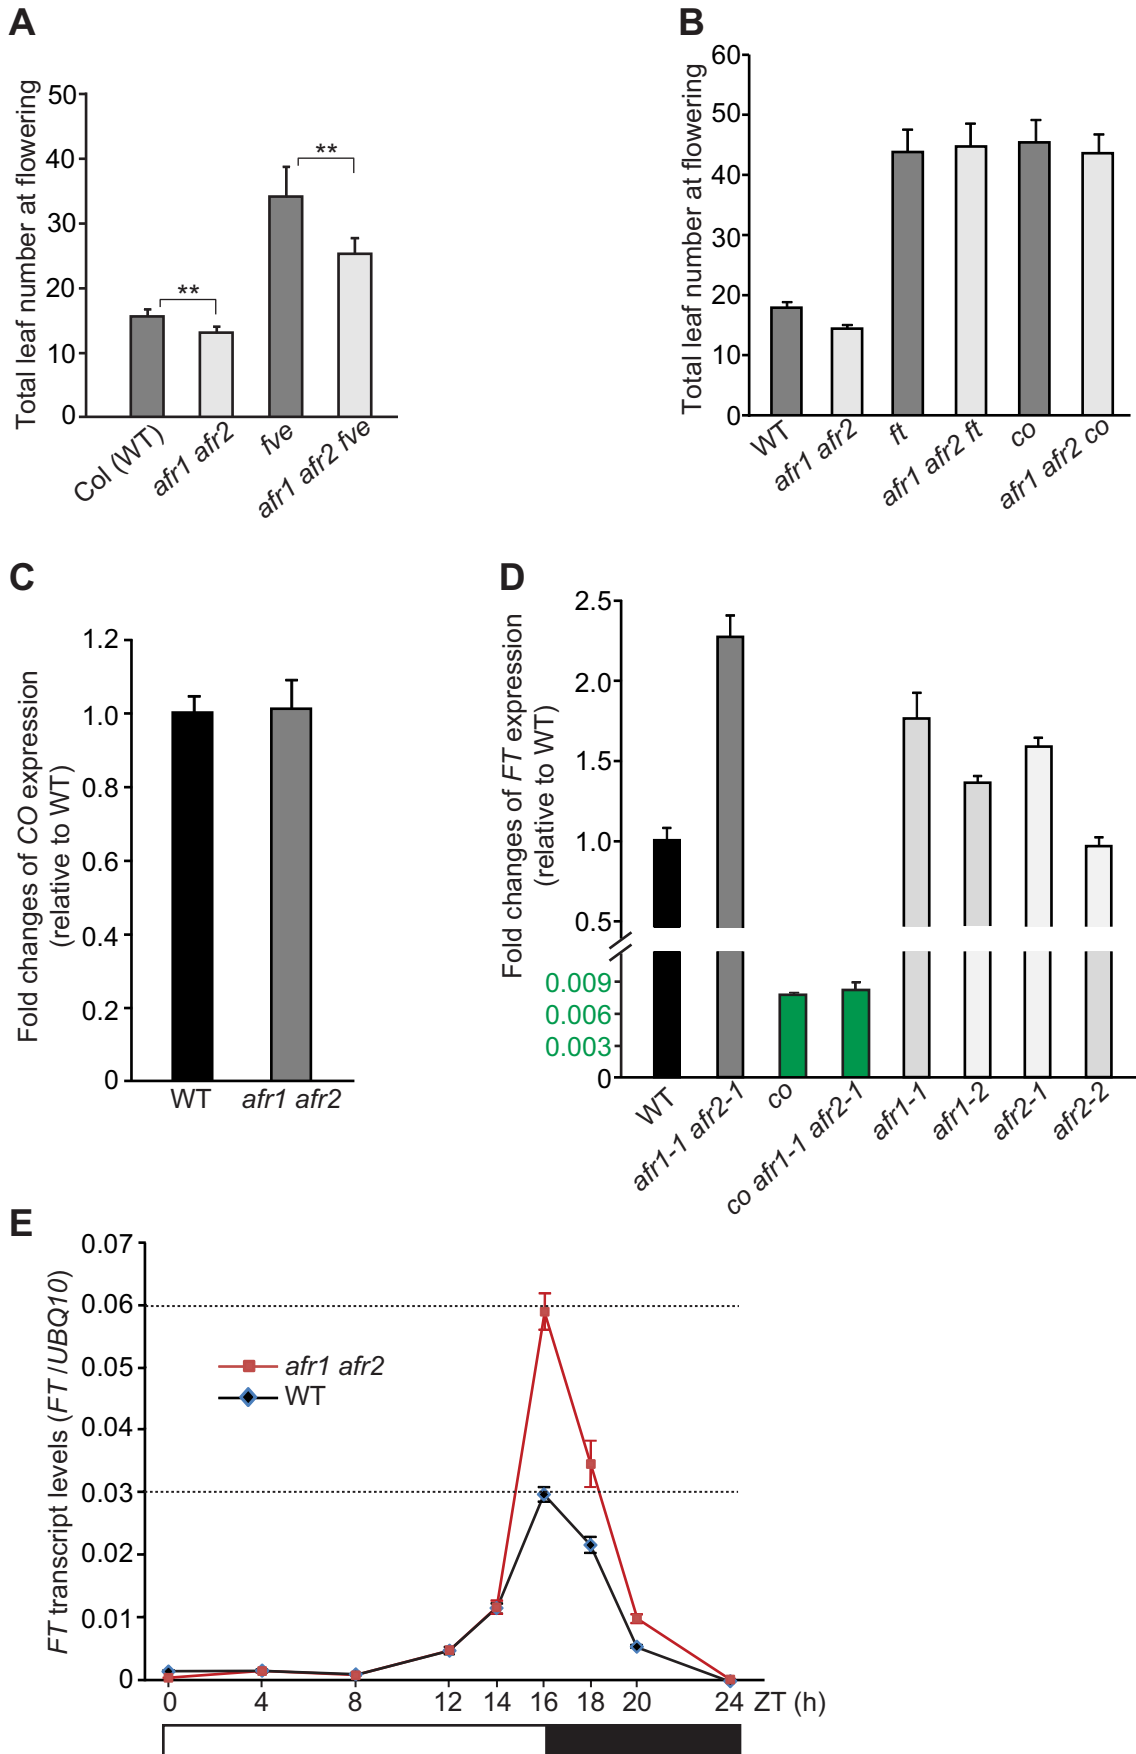 A
Total leaf number at flowering
50
40
30
20
10
0
**
**
Col (WT)
afr1 afr2
fve
afr1 afr2 fve
B
Total leaf number at flowering
60
50
40
30
20
10
0
WT
afr1 afr2
ft
afr1 afr2 ft
co
afr1 afr2 co
C
Fold changes of CO expression
(relative to WT)
1.2
1.0
0.8
0.6
0.4
0.2
0
WT
afr1 afr2
D
Fold changes of FT expression
(relative to WT)
2.5
2.0
1.5
1.0
0.5
0.009
0.006
0.003
0
WT
afr1-1 afr2-1
co
co afr1-1 afr2-1
afr1-1
afr1-2
afr2-1
afr2-2
E
FT transcript levels (FT /UBQ10)
0.07
0.06
0.05
0.04
0.03
0.02
0.01
0
afr1 afr2
WT
0 4 8 12 14 16 18 20 24 ZT (h)